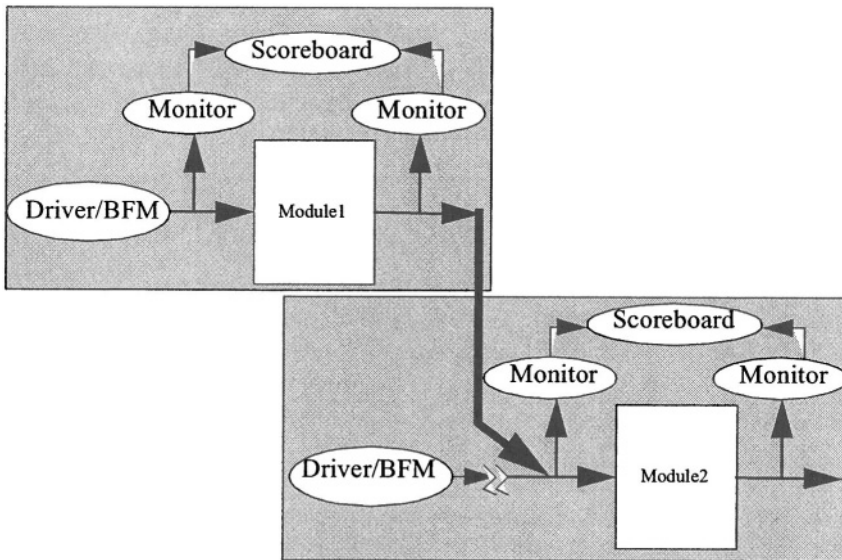 Scoreboard
Monitor
Monitor
Driver/BFM
Module1
Scoreboard
Monitor
Monitor
Driver/BFM
Module2